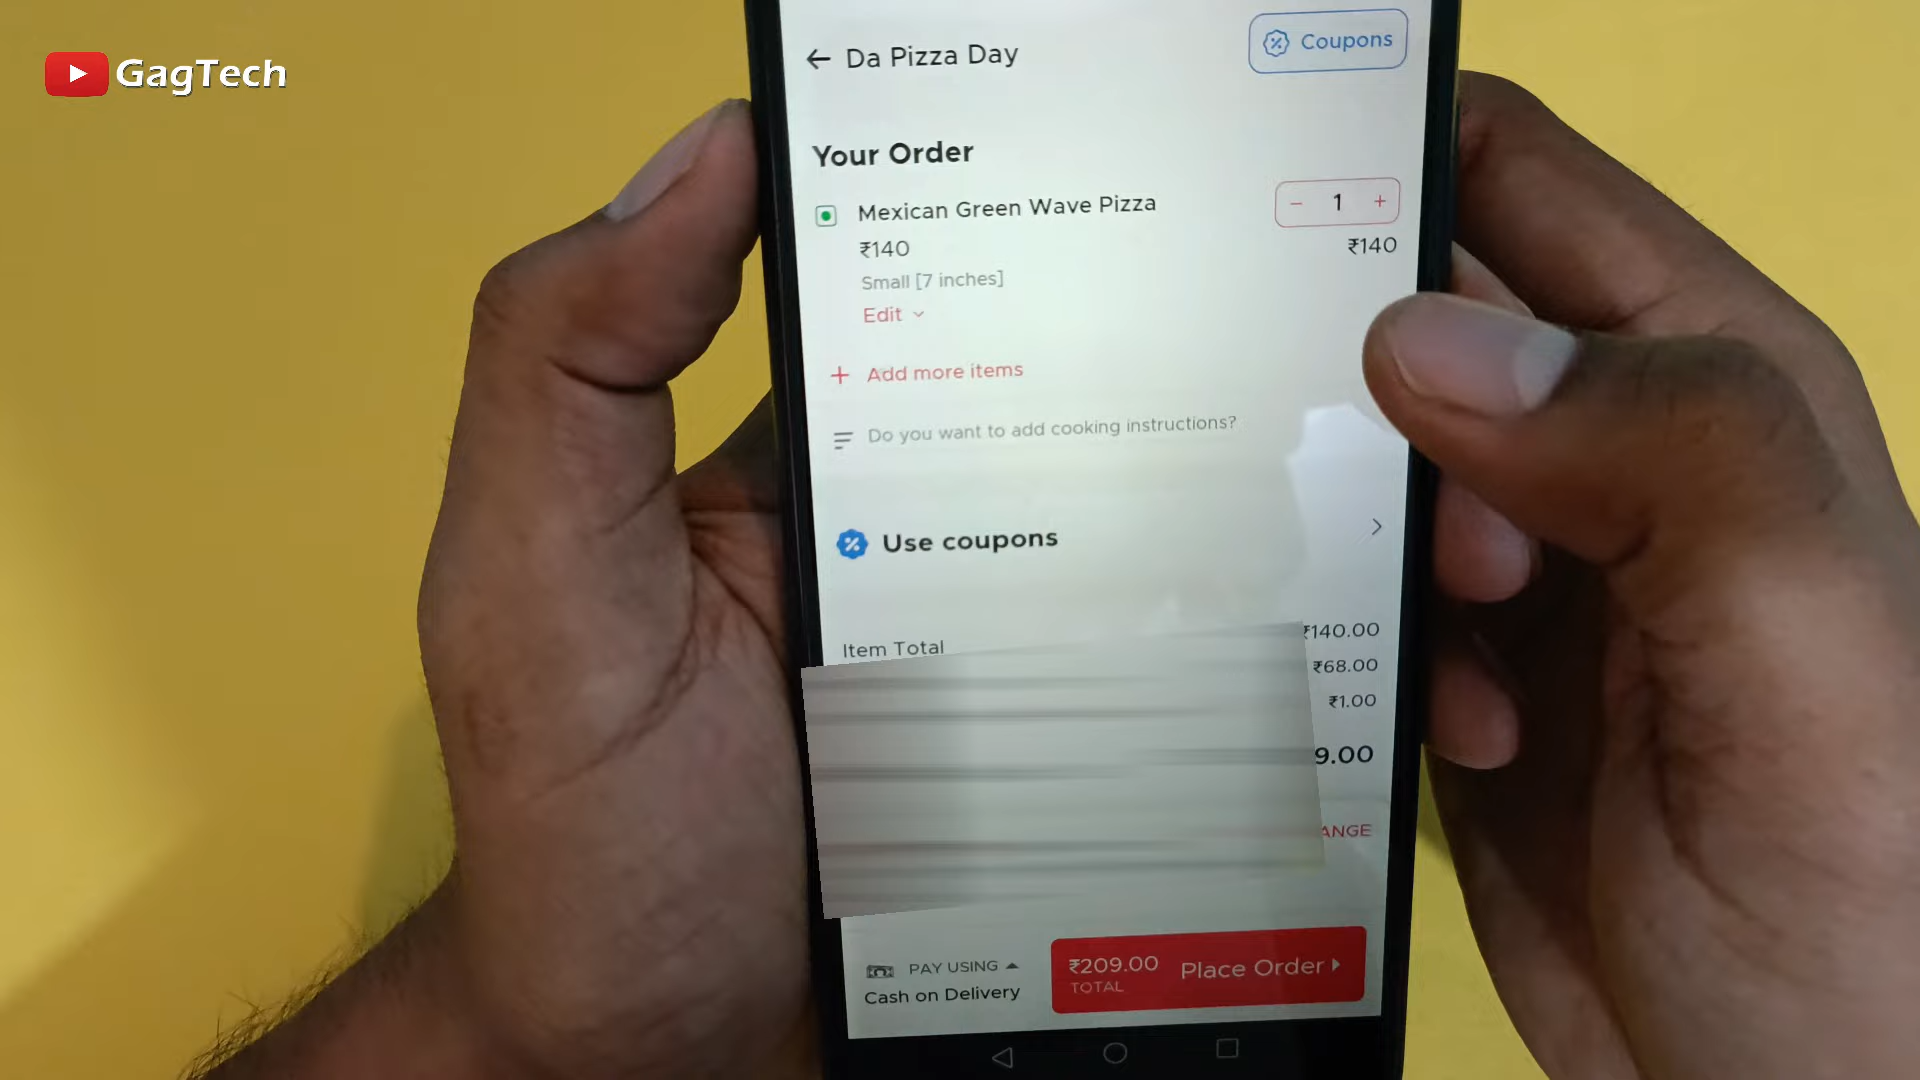 GagTech
Da Pizza Day
Coupons
Your Order
Mexican Green Wave Pizza
− 1 +
₹140
₹140
Small [7 inches]
Edit
+ Add more items
Do you want to add cooking instructions?
Use coupons
Item Total
₹140.00
₹68.00
₹1.00
9.00
ANGE
PAY USING
Cash on Delivery
₹209.00
TOTAL
Place Order